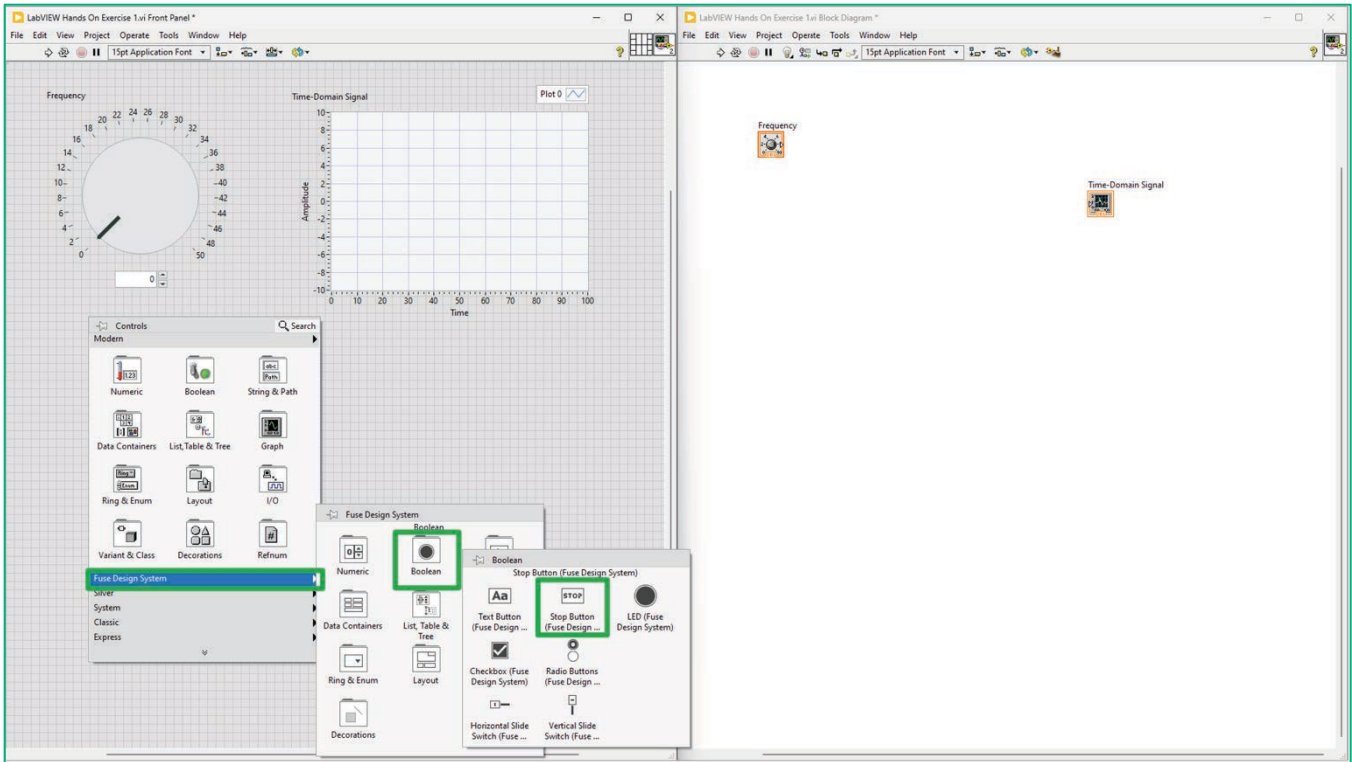 LabVIEW Hands On Exercise 1.vi Front Panel *
File Edit View Project Operate Tools Window Help
15pt Application Font
2
Frequency
0 2 4 6 8 10 12 14 16 18 20 22 24 26 28 30 32 34 36 38 40 42 44 46 48 50
0
Time-Domain Signal
Plot 0
Amplitude
10
8
6
4
2
0
-2
-4
-6
-8
-10
0 10 20 30 40 50 60 70 80 90 100
Time
Controls Search
Modern
Numeric Boolean String & Path
Data Containers List, Table & Tree Graph
Ring & Enum Layout I/O
Variant & Class Decorations Refnum
Fuse Design System
Silver
System
Classic
Express
Fuse Design System
Boolean
Numeric Boolean
Data Containers List, Table &
Tree
Ring & Enum Layout
Decorations
Boolean
Stop Button (Fuse Design System)
Aa STOP
Text Button Stop Button LED (Fuse
(Fuse Design ... (Fuse Design ... Design System)
Checkbox (Fuse Radio Buttons
Design System) (Fuse Design ...
Horizontal Slide Vertical Slide
Switch (Fuse ... Switch (Fuse ...
LabVIEW Hands On Exercise 1.vi Block Diagram *
File Edit View Project Operate Tools Window Help
15pt Application Font
2
Frequency
Time-Domain Signal